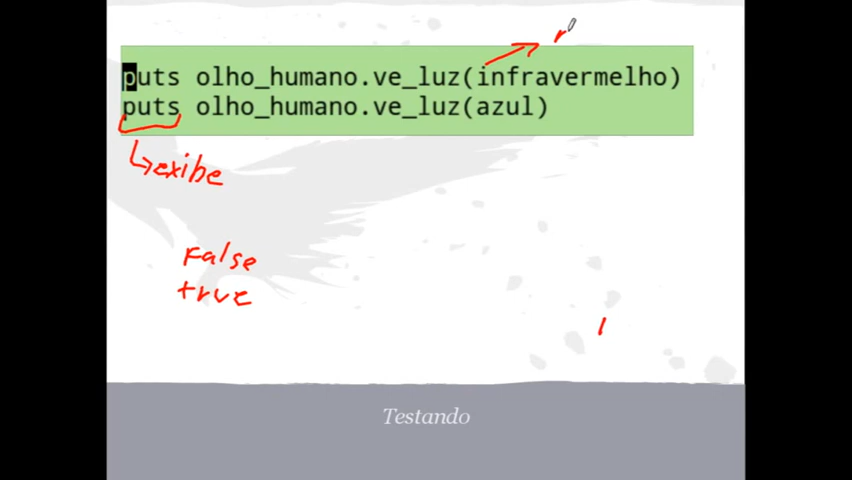 puts olho_humano.ve_luz(infravermelho)
puts olho_humano.ve_luz(azul)
exibe
False
true
Testando